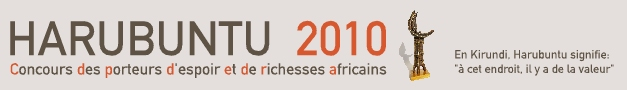 HARUBUNTU 2010
Concours des porteurs d'espoir et de richesses africains
En Kirundi, Harubuntu signifie:
"à cet endroit, il y a de la valeur"